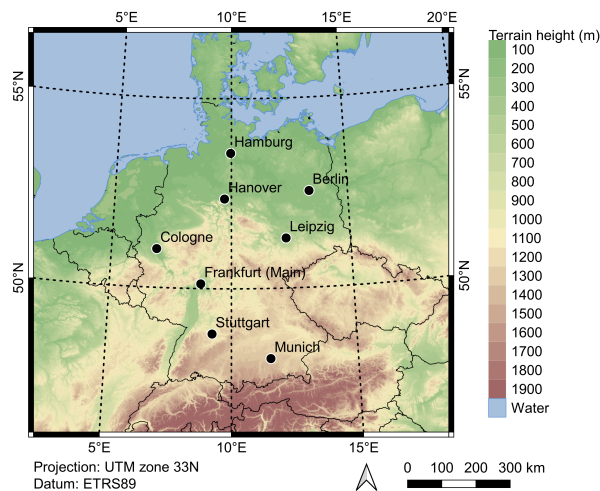 5°E 10°E 15°E 20°E
Terrain height (m)
100
200
300
400
500
600
700
800
900
1000
1100
1200
1300
1400
1500
1600
1700
1800
1900
Water
55°N 55°N
Hamburg
Berlin
Hanover
Leipzig
Cologne
50°N 50°N
Frankfurt (Main)
Stuttgart
Munich
5°E 10°E 15°E
Projection: UTM zone 33N
Datum: ETRS89
0 100 200 300 km